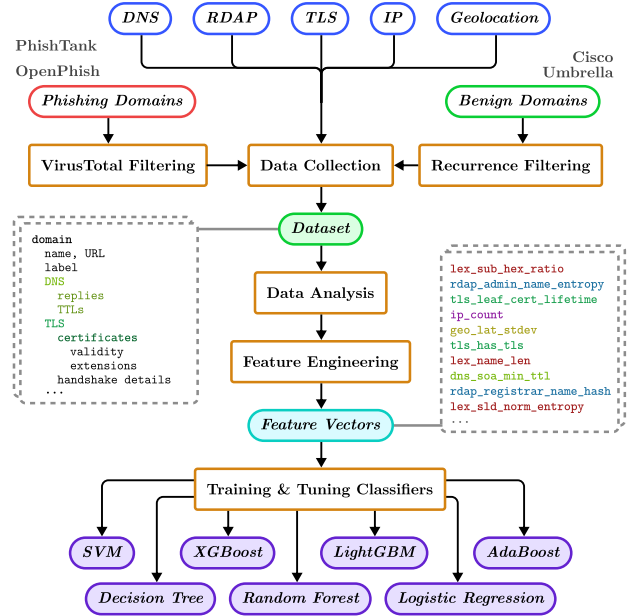 DNS
RDAP
TLS
IP
Geolocation
PhishTank
OpenPhish
Cisco
Umbrella
Phishing Domains
Benign Domains
VirusTotal Filtering
Data Collection
Recurrence Filtering
Dataset
domain
name, URL
label
DNS
replies
TTLs
TLS
certificates
validity
extensions
handshake details
...
Data Analysis
Feature Engineering
Feature Vectors
lex_sub_hex_ratio
rdap_admin_name_entropy
tls_leaf_cert_lifetime
ip_count
geo_lat_stdev
tls_has_tls
lex_name_len
dns_soa_min_ttl
rdap_registrar_name_hash
lex_sld_norm_entropy
...
Training & Tuning Classifiers
SVM
XGBoost
LightGBM
AdaBoost
Decision Tree
Random Forest
Logistic Regression